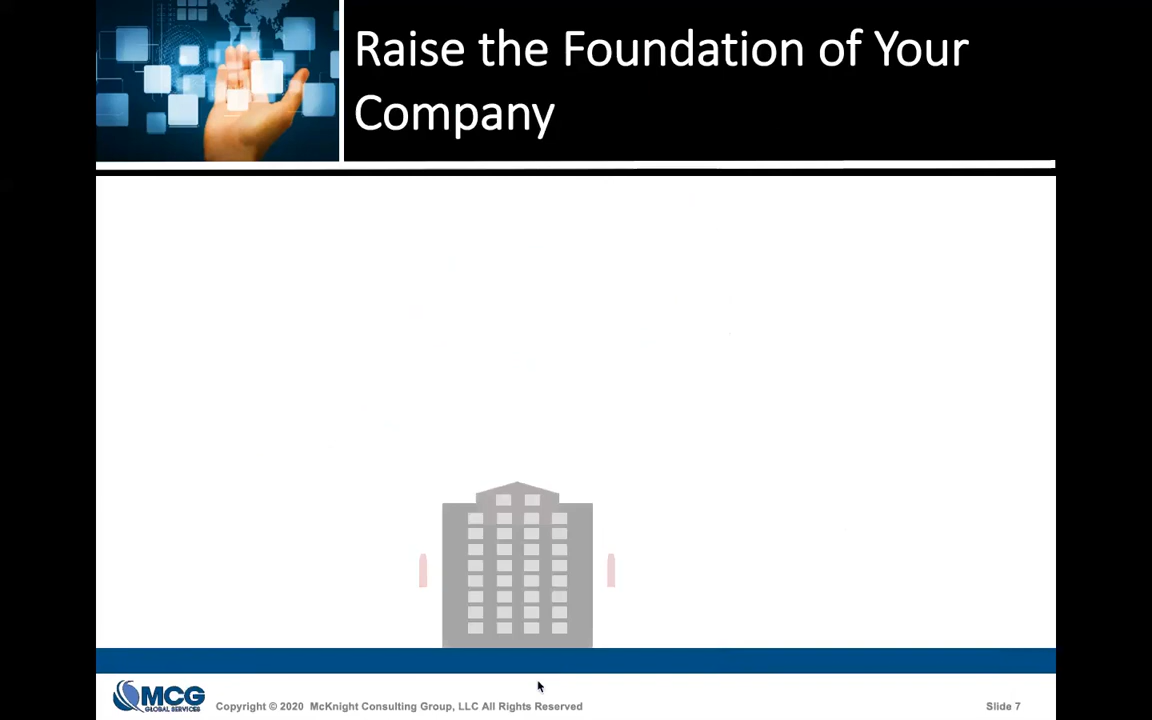 Raise the Foundation of Your
Company
MCG
GLOBAL SERVICES
Copyright © 2020 McKnight Consulting Group, LLC All Rights Reserved
Slide 7